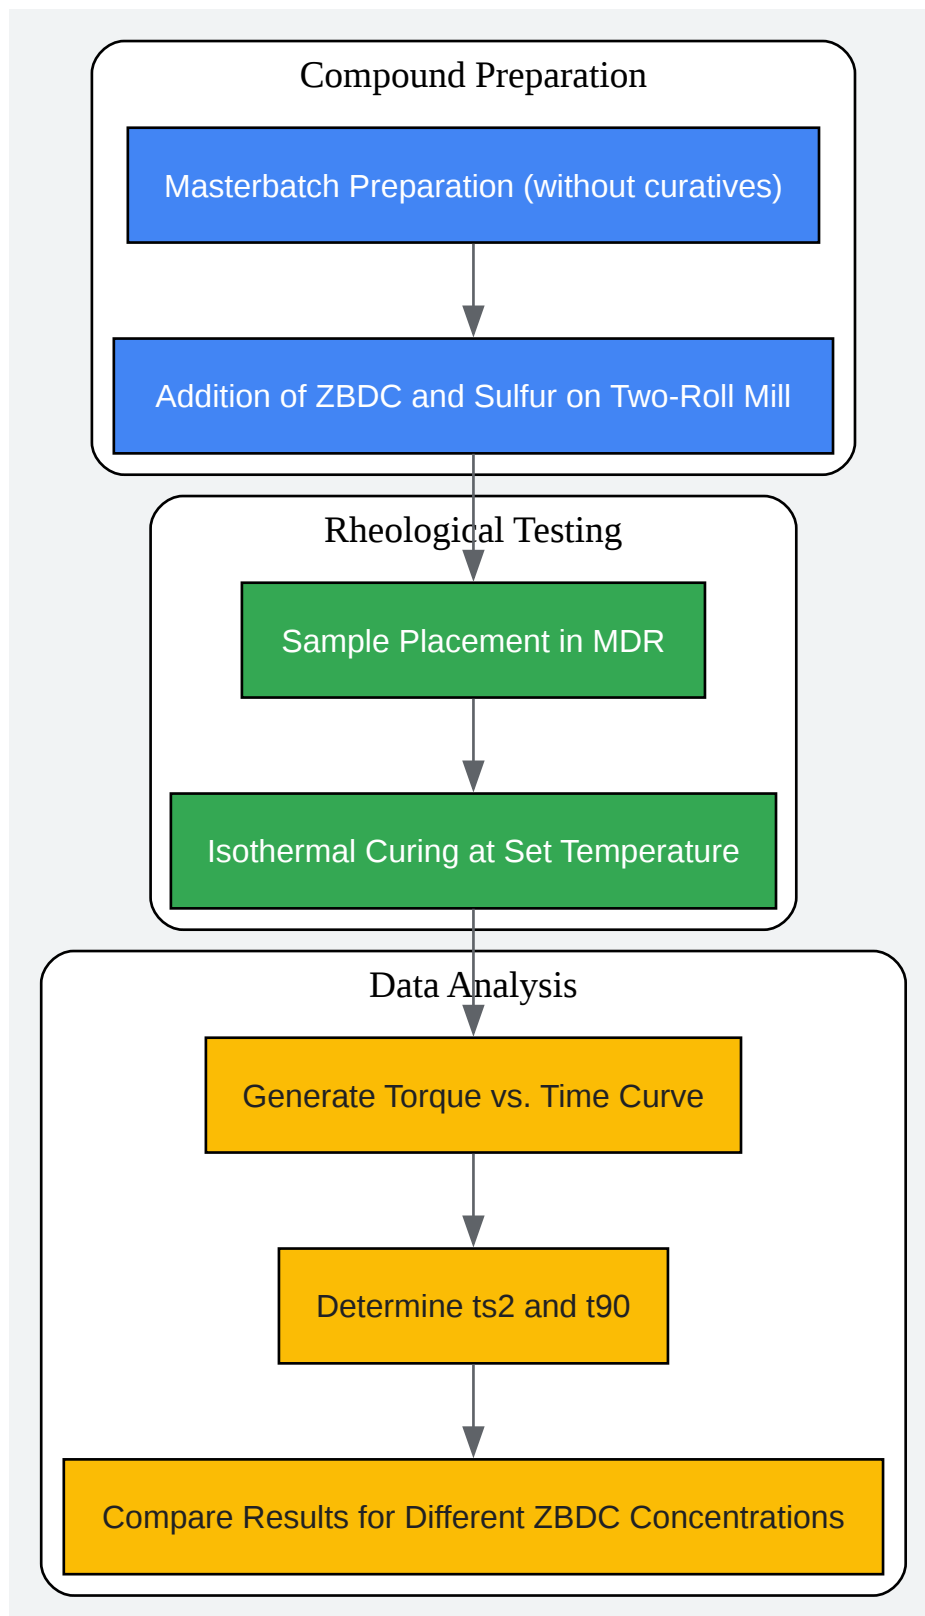 Compound Preparation
Masterbatch Preparation (without curatives)
Addition of ZBDC and Sulfur on Two-Roll Mill
Rheological Testing
Sample Placement in MDR
Isothermal Curing at Set Temperature
Data Analysis
Generate Torque vs. Time Curve
Determine ts2 and t90
Compare Results for Different ZBDC Concentrations